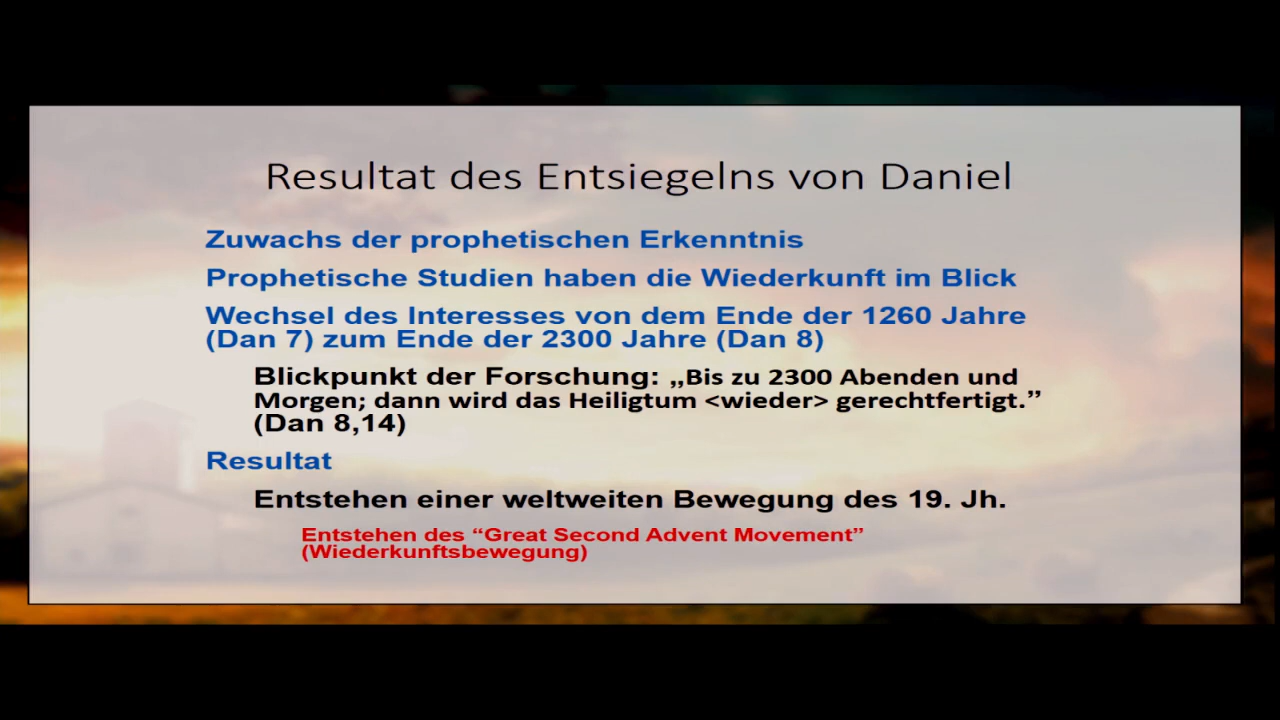 Resultat des Entsiegelns von Daniel
Zuwachs der prophetischen Erkenntnis
Prophetische Studien haben die Wiederkunft im Blick
Wechsel des Interesses von dem Ende der 1260 Jahre
(Dan 7) zum Ende der 2300 Jahre (Dan 8)
Blickpunkt der Forschung: „Bis zu 2300 Abenden und
Morgen; dann wird das Heiligtum <wieder> gerechtfertigt.”
(Dan 8,14)
Resultat
Entstehen einer weltweiten Bewegung des 19. Jh.
Entstehen des “Great Second Advent Movement”
(Wiederkunftsbewegung)